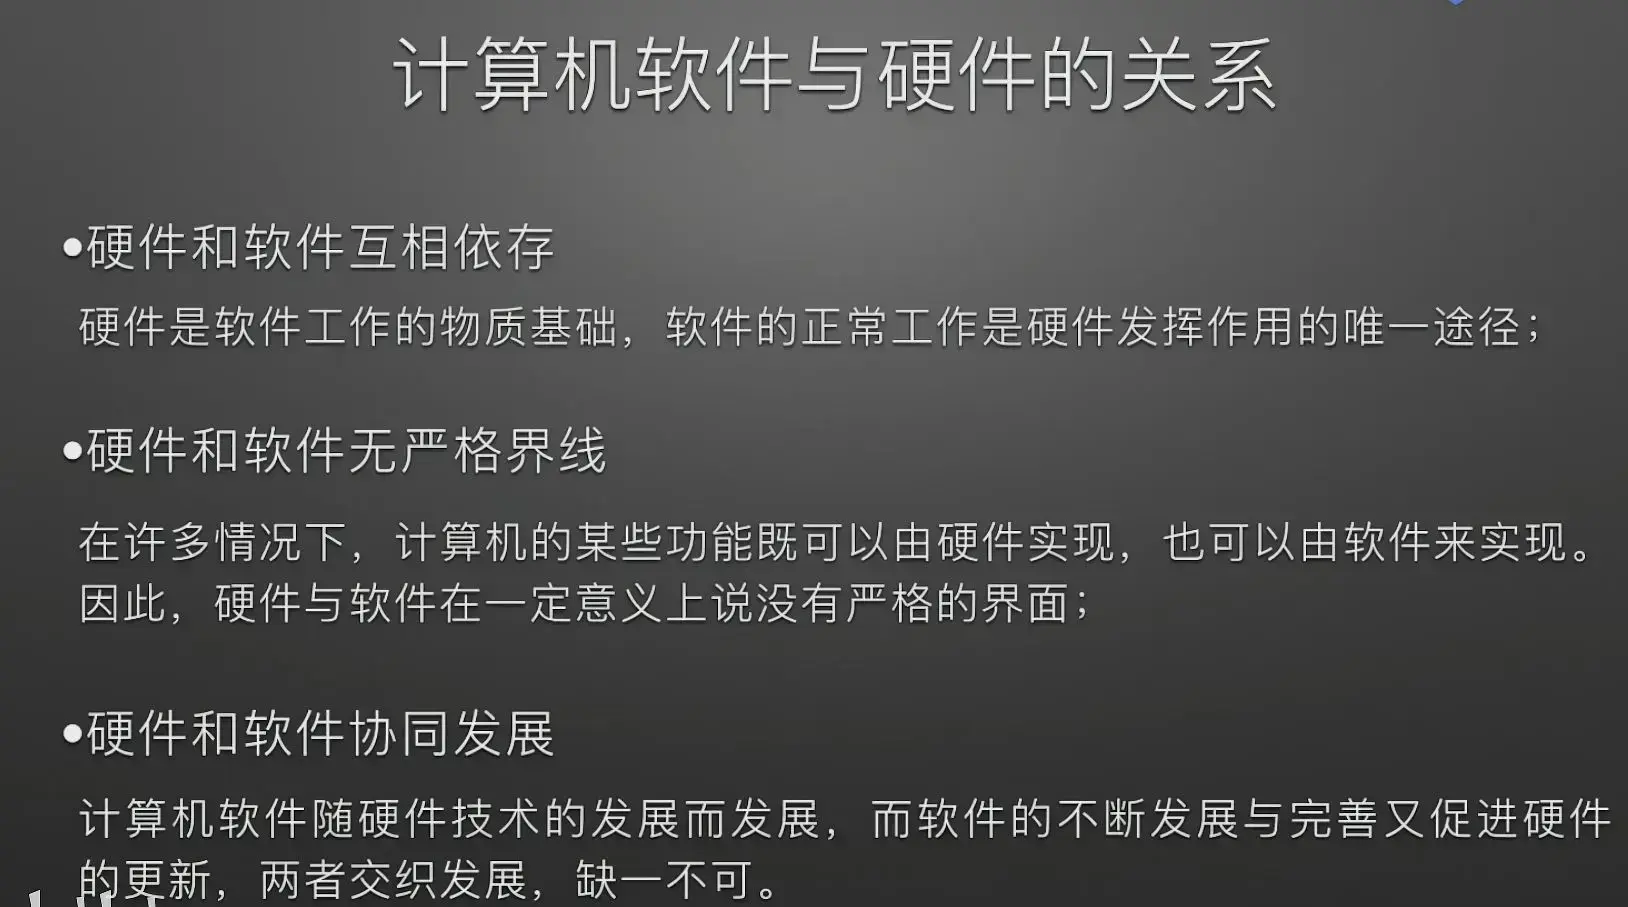 计算机软件与硬件的关系
•硬件和软件互相依存
硬件是软件工作的物质基础，软件的正常工作是硬件发挥作用的唯一途径；
•硬件和软件无严格界线
在许多情况下，计算机的某些功能既可以由硬件实现，也可以由软件来实现。
因此，硬件与软件在一定意义上说没有严格的界面；
•硬件和软件协同发展
计算机软件随硬件技术的发展而发展，而软件的不断发展与完善又促进硬件
的更新，两者交织发展，缺一不可。